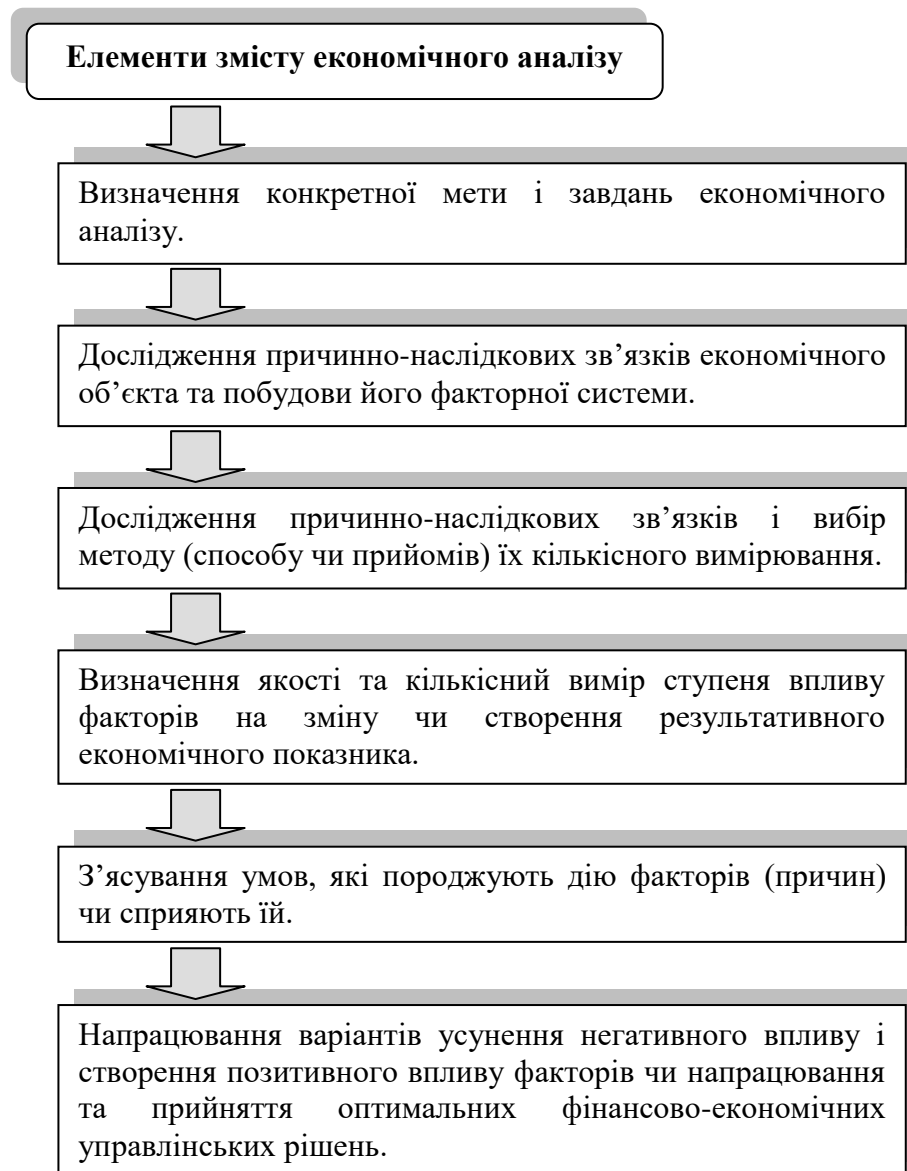 Елементи змісту економічного аналізу
Визначення конкретної мети і завдань економічного
аналізу.
Дослідження причинно-наслідкових зв’язків економічного
об’єкта та побудови його факторної системи.
Дослідження причинно-наслідкових зв’язків і вибір
методу (способу чи прийомів) їх кількісного вимірювання.
Визначення якості та кількісний вимір ступеня впливу
факторів на зміну чи створення результативного
економічного показника.
З’ясування умов, які породжують дію факторів (причин)
чи сприяють їй.
Напрацювання варіантів усунення негативного впливу і
створення позитивного впливу факторів чи напрацювання
та прийняття оптимальних фінансово-економічних
управлінських рішень.